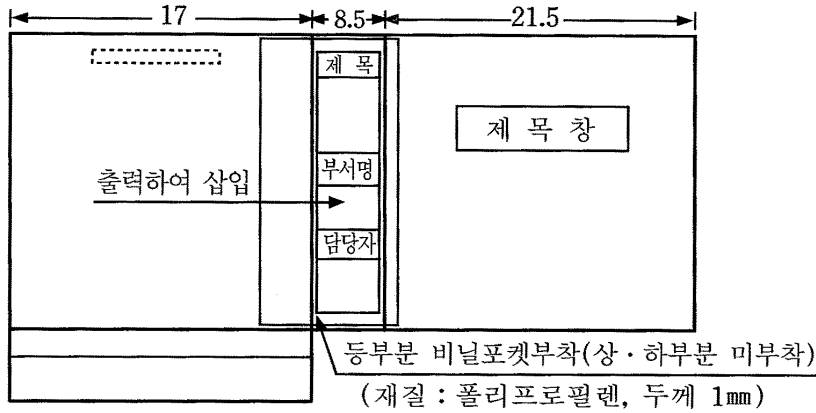 17
8.5
21.5
제 목
제 목 창
부서명
출력하여 삽입
담당자
등부분 비닐포켓부착(상·하부분 미부착)
(재질 : 폴리프로필렌, 두께 1㎜)